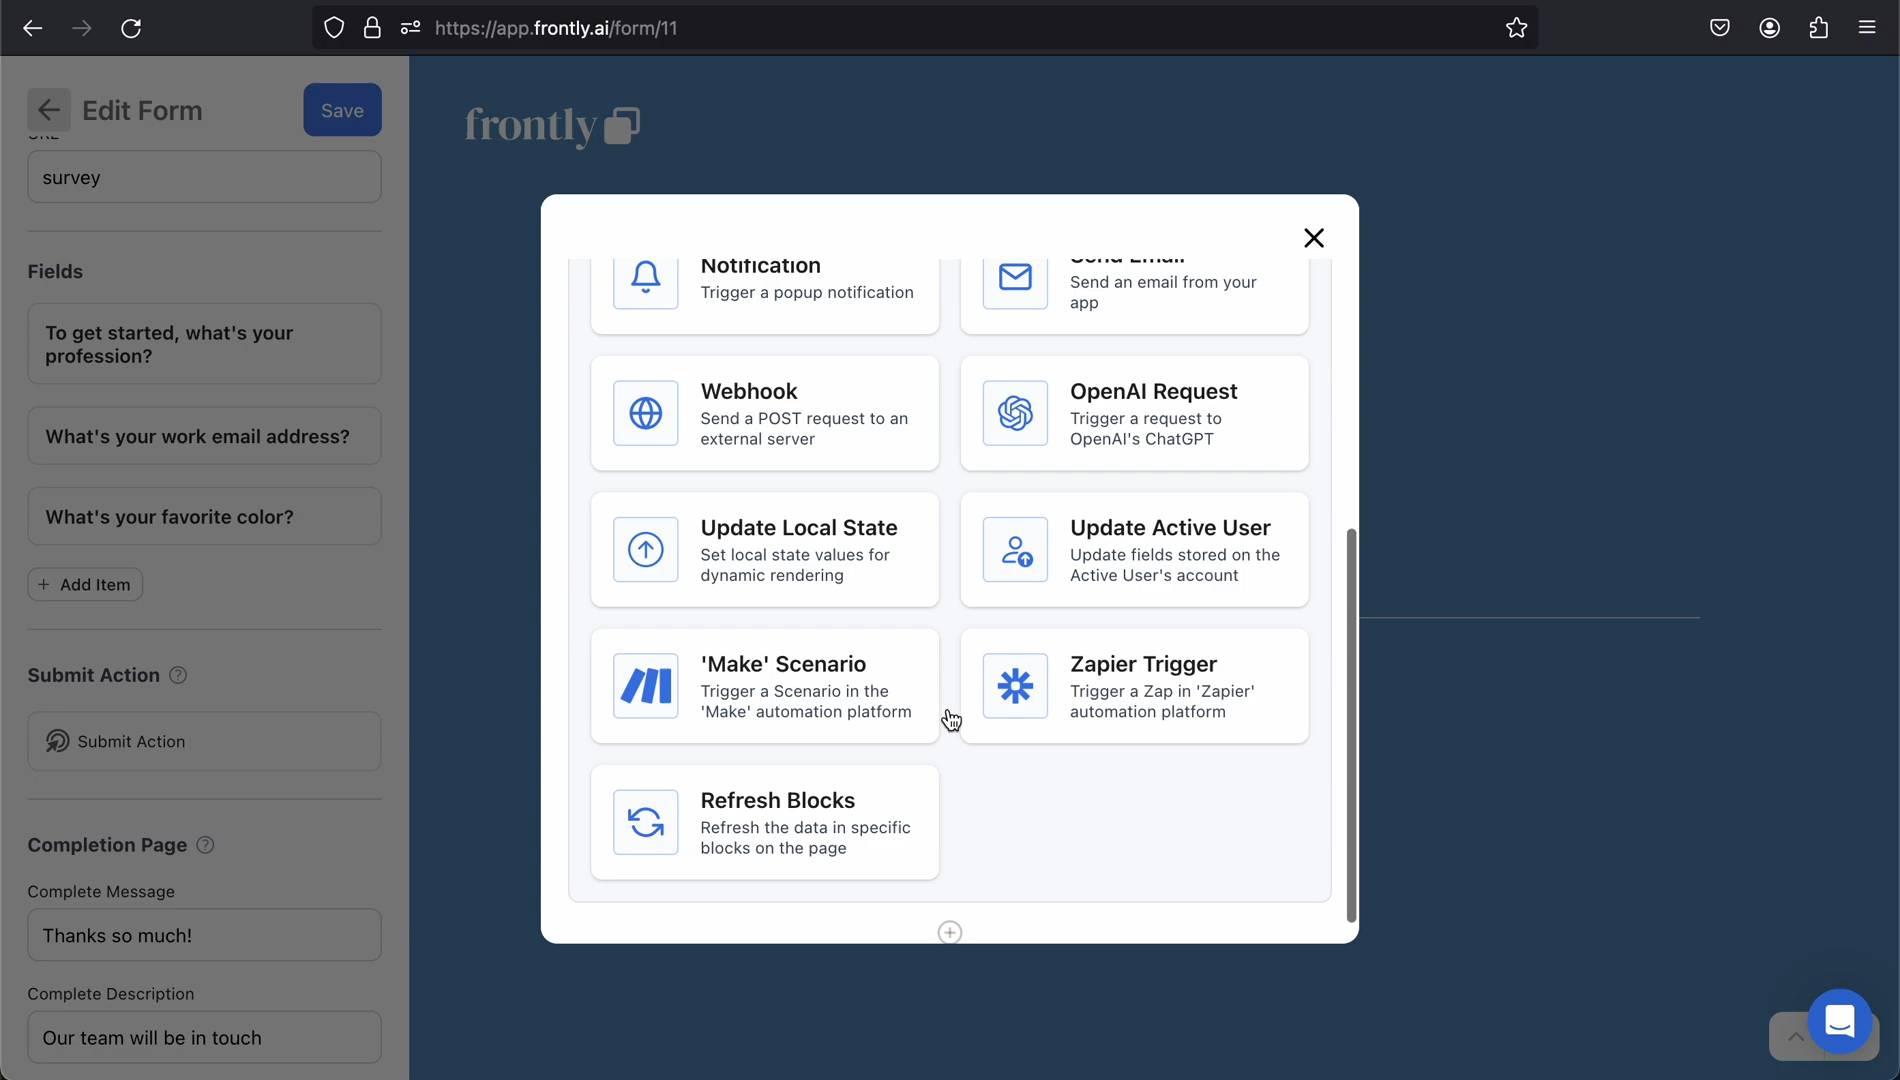 https://app.frontly.ai/form/11
Edit Form
Save
survey
Fields
To get started, what's your
profession?
What's your work email address?
What's your favorite color?
+ Add Item
Submit Action
Submit Action
Completion Page
Complete Message
Thanks so much!
Complete Description
Our team will be in touch
frontly
Notification
Trigger a popup notification
Send Email
Send an email from your
app
Webhook
Send a POST request to an
external server
OpenAI Request
Trigger a request to
OpenAI's ChatGPT
Update Local State
Set local state values for
dynamic rendering
Update Active User
Update fields stored on the
Active User's account
'Make' Scenario
Trigger a Scenario in the
'Make' automation platform
Zapier Trigger
Trigger a Zap in 'Zapier'
automation platform
Refresh Blocks
Refresh the data in specific
blocks on the page